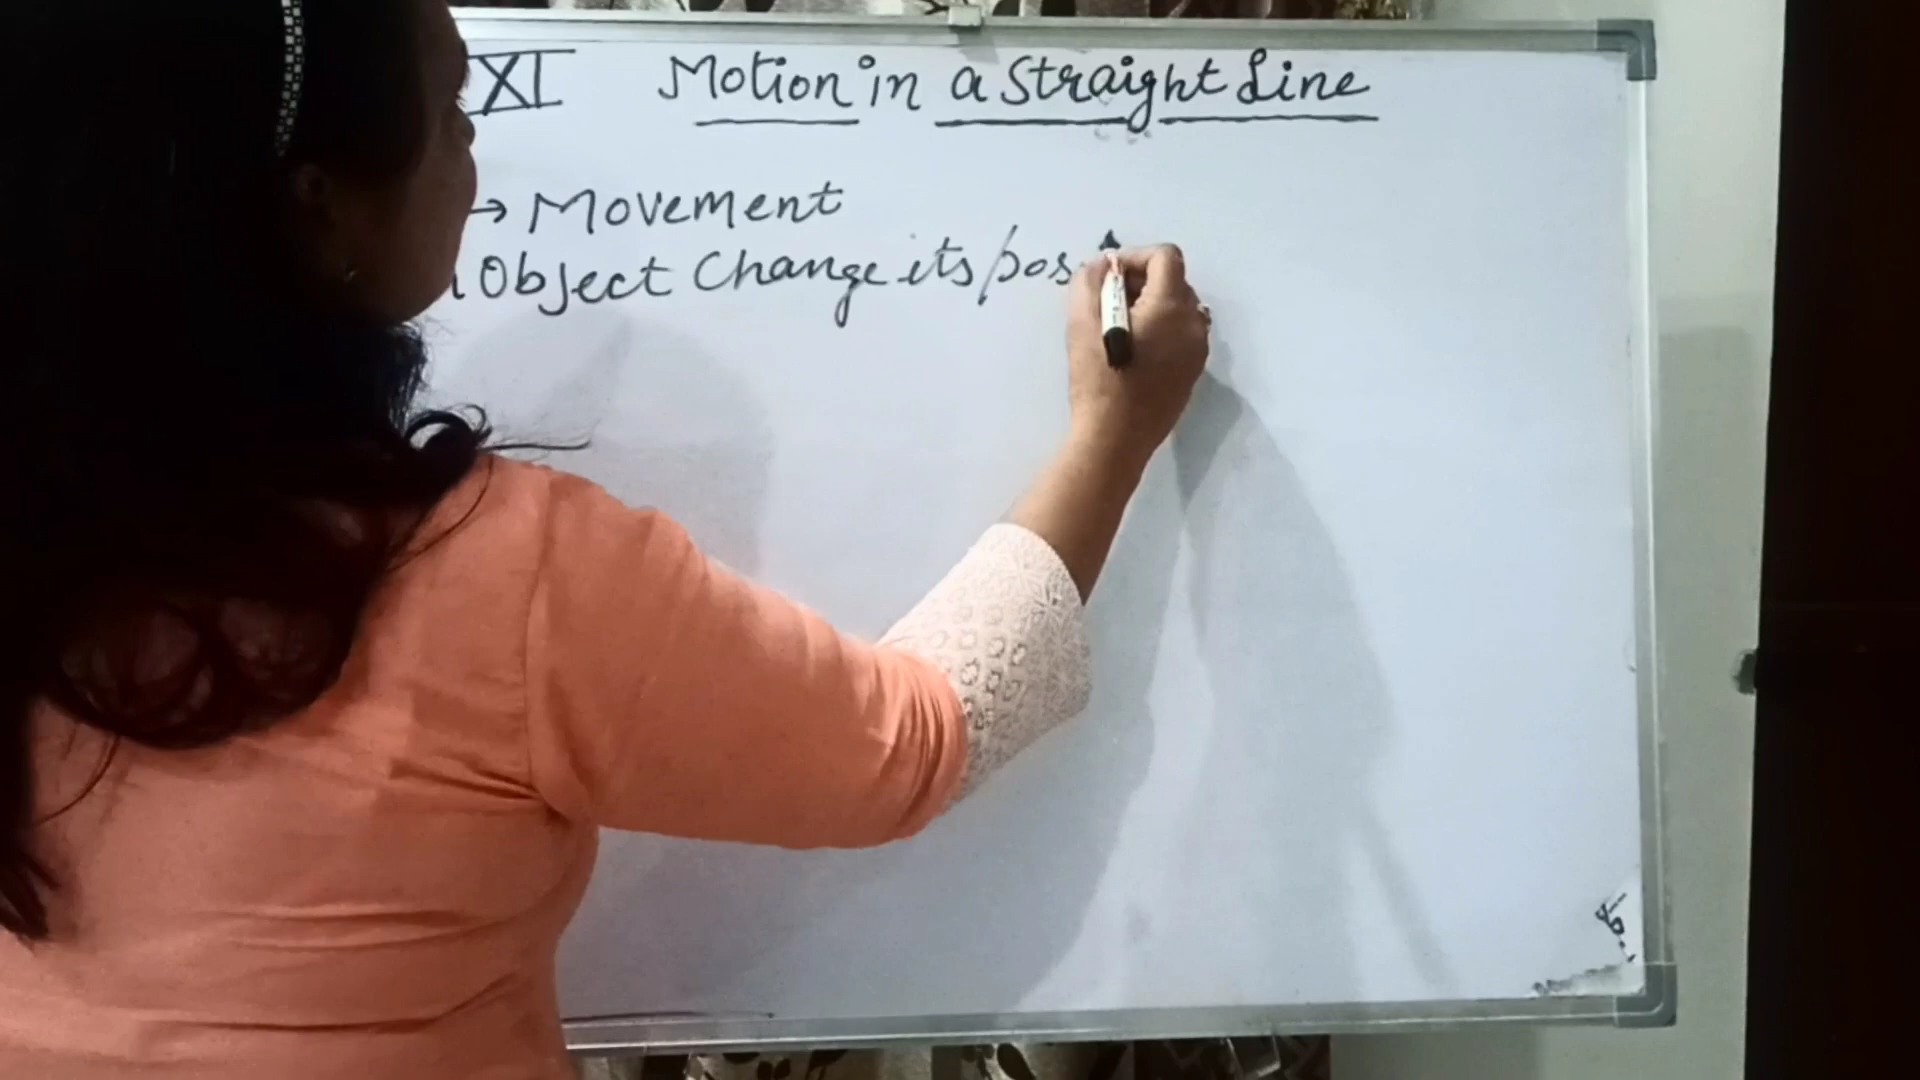 XI Motion in a Straight Line
→ Movement
Object Change its pos